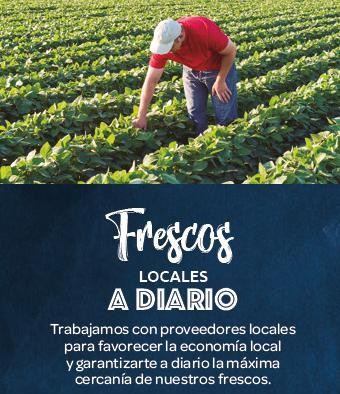 Frescos
LOCALES
A DIARIO
Trabajamos con proveedores locales
para favorecer la economía local
y garantizarte a diario la máxima
cercanía de nuestros frescos.